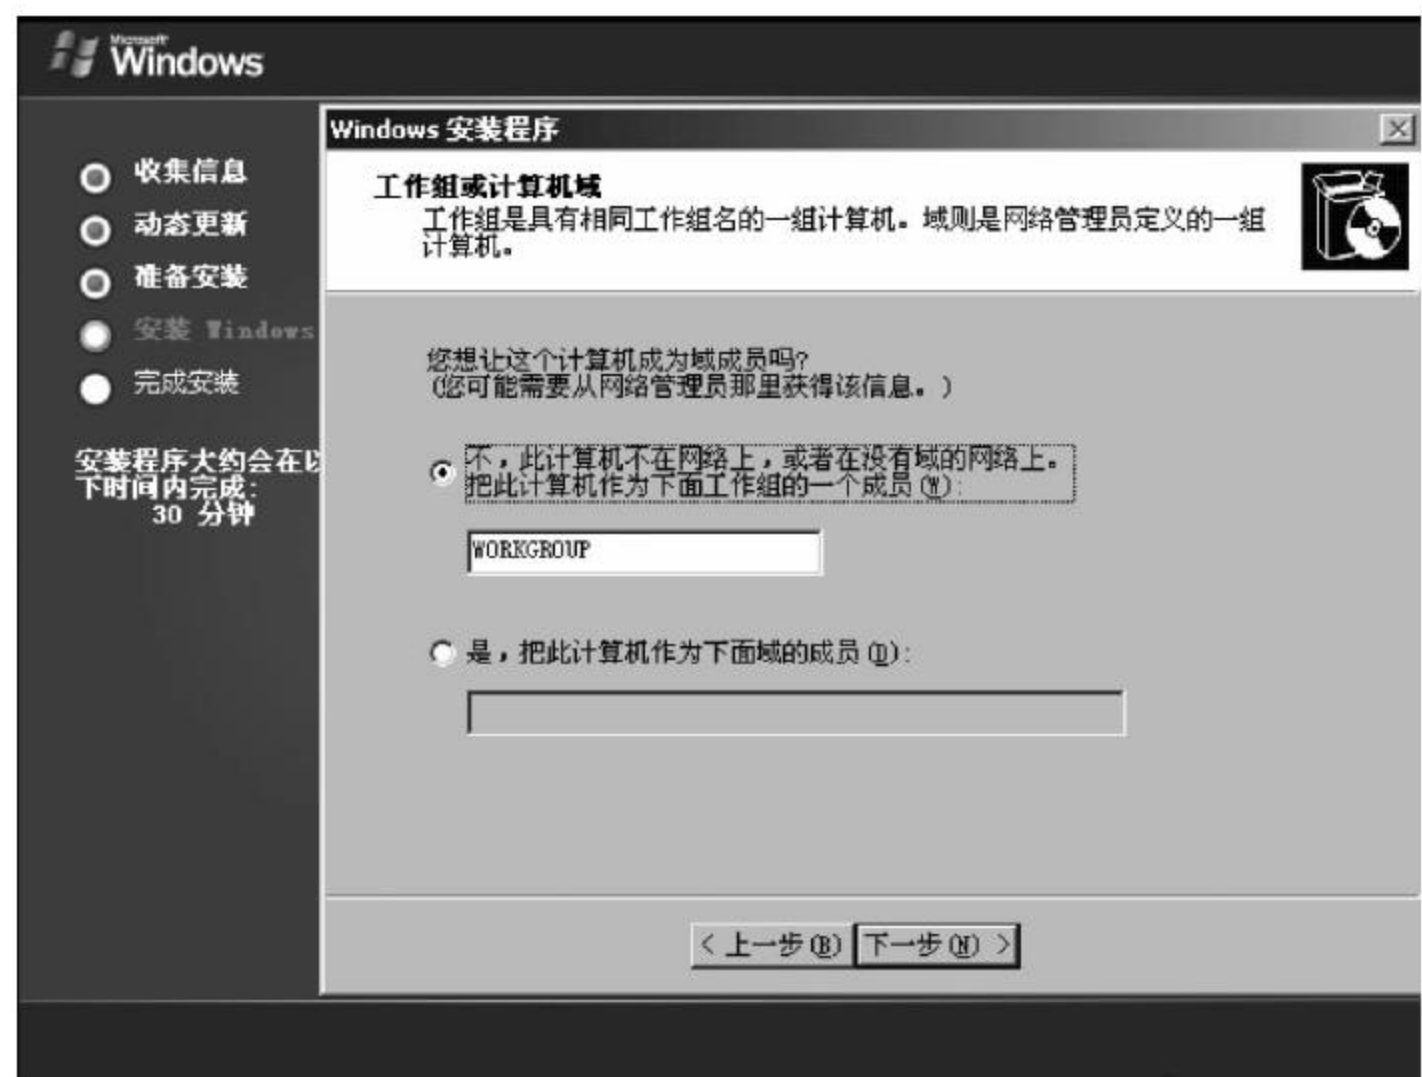 Microsoft
Windows
收集信息
动态更新
准备安装
安装 Windows
完成安装
安装程序大约会在以
下时间内完成:
30 分钟
Windows 安装程序
工作组或计算机域
工作组是具有相同工作组名的一组计算机。域则是网络管理员定义的一组
计算机。
您想让这个计算机成为域成员吗?
(您可能需要从网络管理员那里获得该信息。)
不，此计算机不在网络上，或者在没有域的网络上。
把此计算机作为下面工作组的一个成员(W):
WORKGROUP
是，把此计算机作为下面域的成员(D):
< 上一步(B) 下一步(N) >